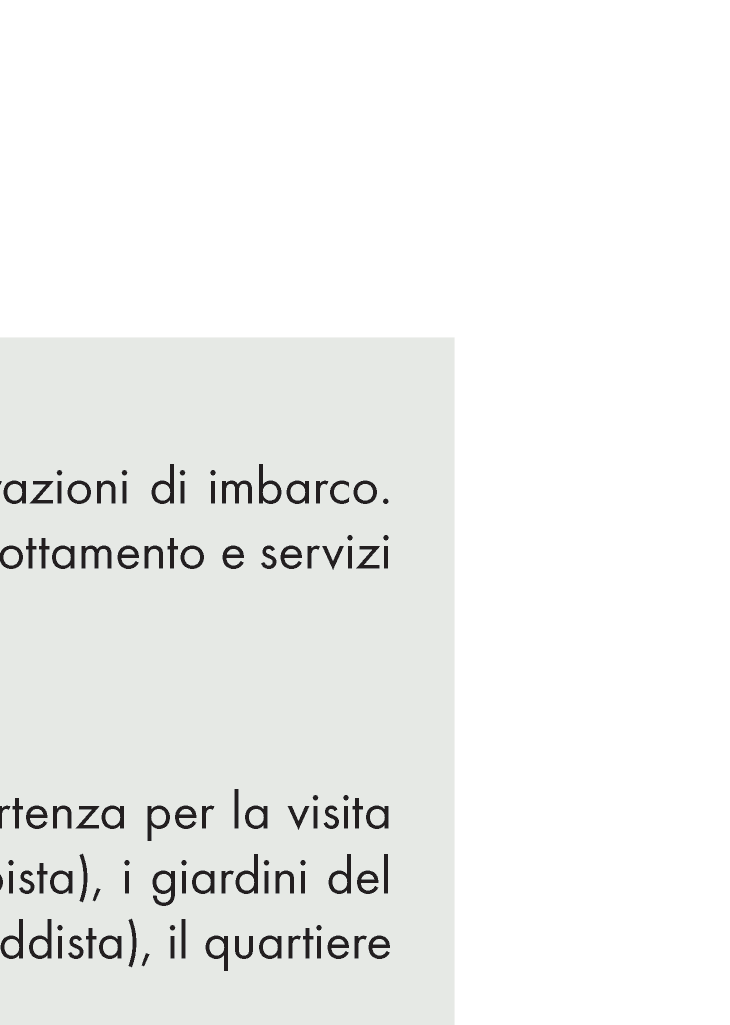 azioni di imbarco.
ottamento e servizi
rtenza per la visita
ista), i giardini del
ddista), il quartiere